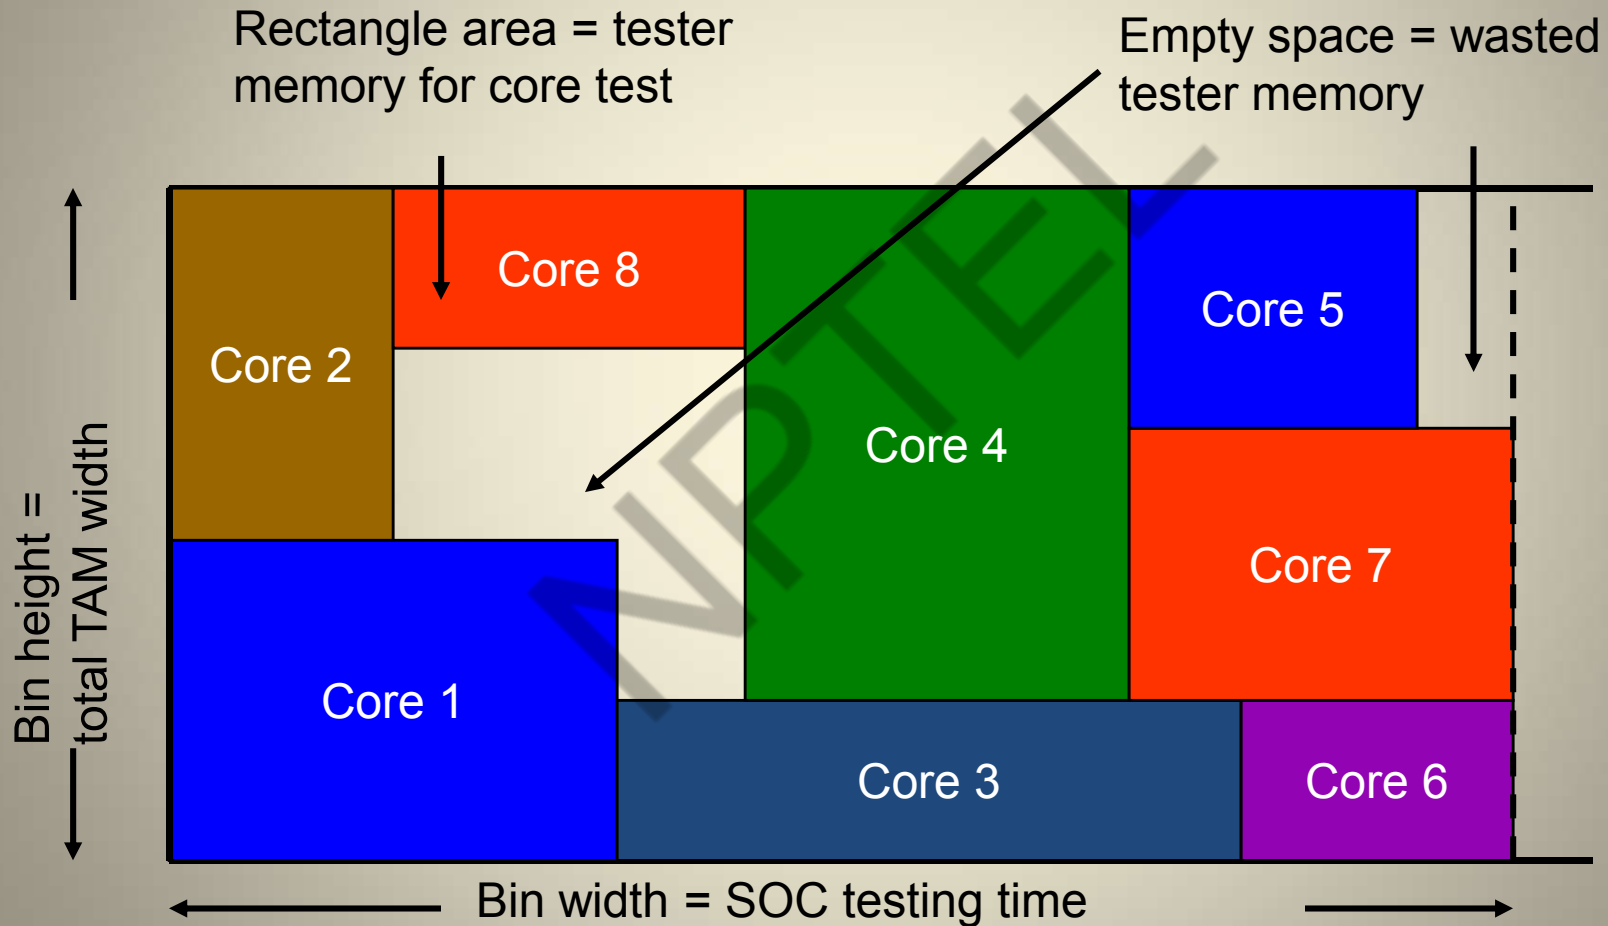 Rectangle area = tester
memory for core test
Empty space = wasted
tester memory
Core 8
Core 5
Core 2
Core 4
Core 7
Core 1
Core 3
Core 6
Bin height =
total TAM width
Bin width = SOC testing time
NPTEL